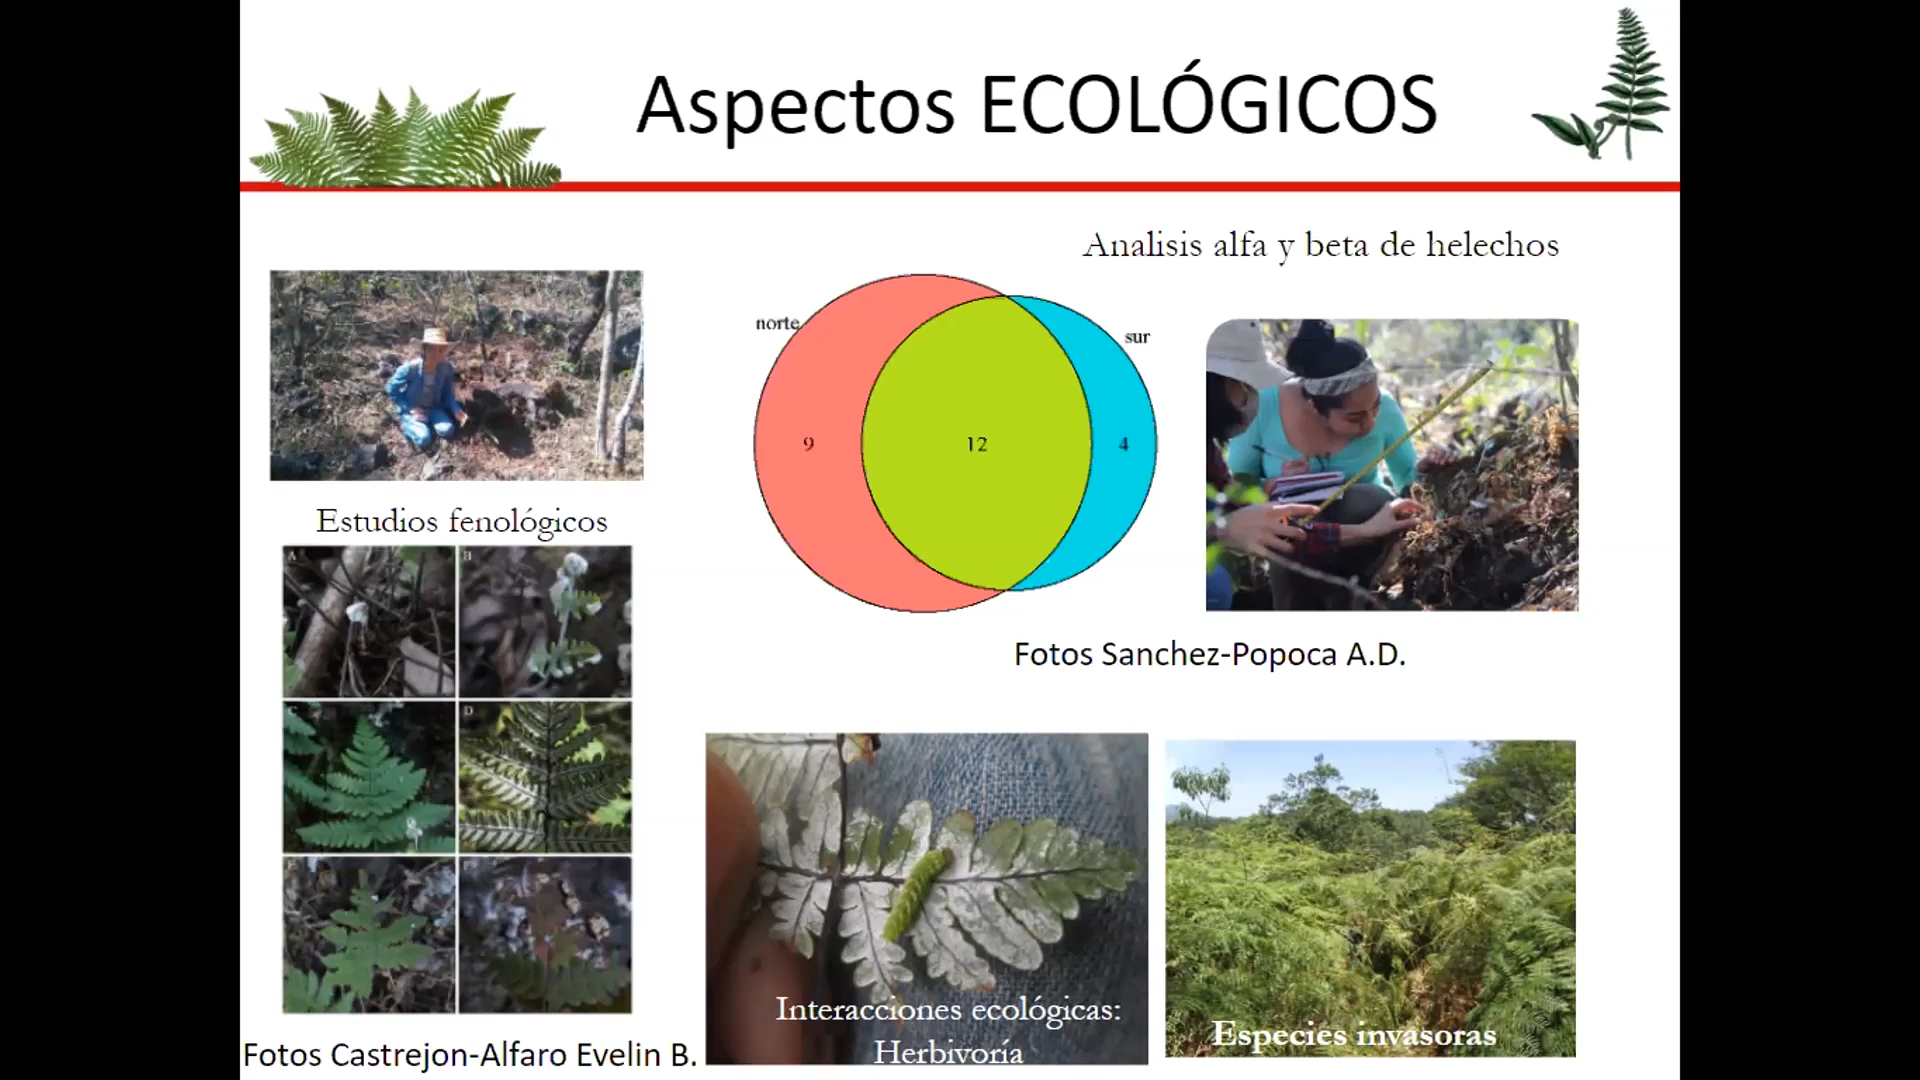 Aspectos ECOLÓGICOS
Analisis alfa y beta de helechos
norte
sur
9
12
4
Estudios fenológicos
A
B
C
D
Fotos Sanchez-Popoca A.D.
Interacciones ecológicas:
Herbivoría
Especies invasoras
Fotos Castrejon-Alfaro Evelin B.